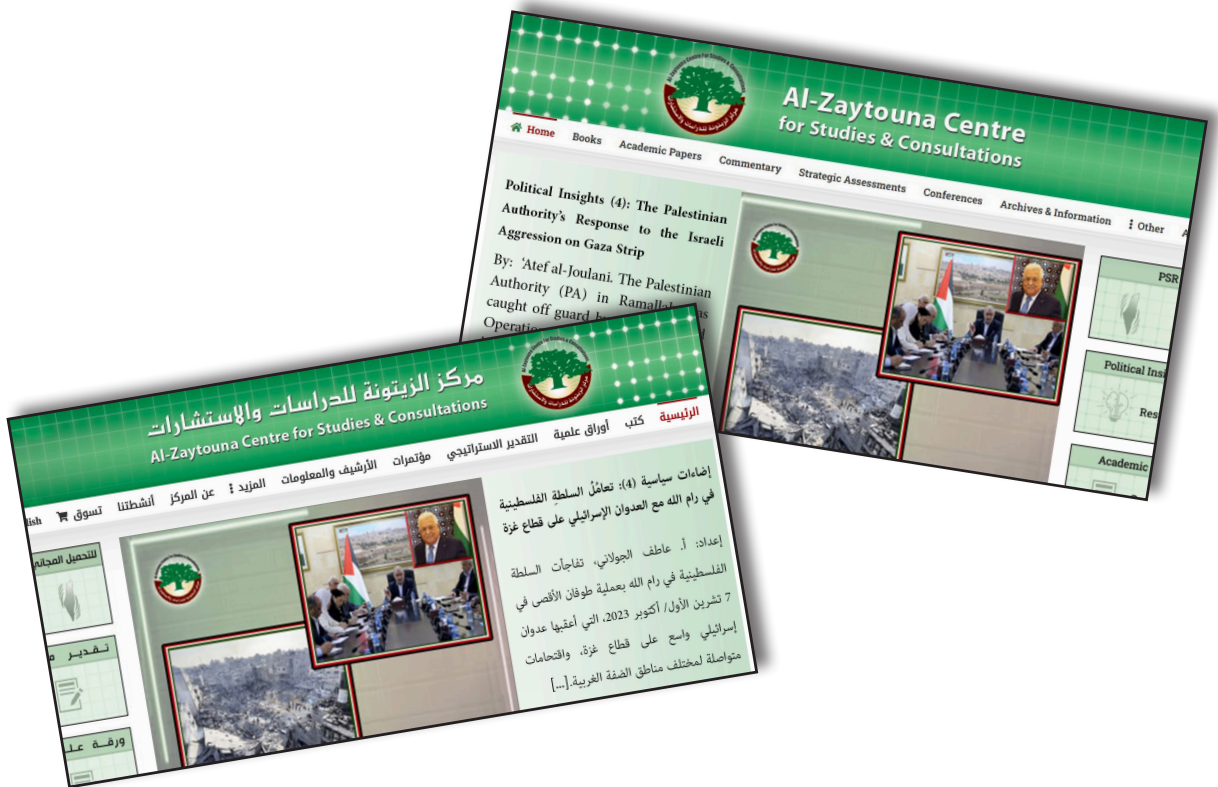 Al-Zaytouna Centre
for Studies & Consultations
Home Books Academic Papers Commentary Strategic Assessments Conferences Archives & Information Other
Political Insights (4): The Palestinian
Authority's Response to the Israeli
Aggression on Gaza Strip
By: 'Atef al-Joulani. The Palestinian
Authority (PA) in
caught off guard
PSR
Political
Res
Academic
مركز الزيتونة للدراسات والإستشارات
Al-Zaytouna Centre for Studies & Consultations
الرئيسية كتب أوراق علمية التقدير الاستراتيجي مؤتمرات الأرشيف والمعلومات المزيد عن المركز أنشطتنا تسوق
إضاءات سياسية (4): تعامُلُ السلطةِ الفلسطينية
في رام الله مع العدوان الإسرائيلي على قطاع غزة
إعداد: أ. عاطف الجولاني. تفاجأت السلطة
الفلسطينية في رام الله بعملية طوفان الأقصى في
7 تشرين الأول/ أكتوبر 2023، التي أعقبها عدوان
إسرائيلي واسع على قطاع غزة، واقتحامات
متواصلة لمختلف مناطق الضفة الغربية.[...]
للتحميل المجاني
تـقـديـر
ورقــة